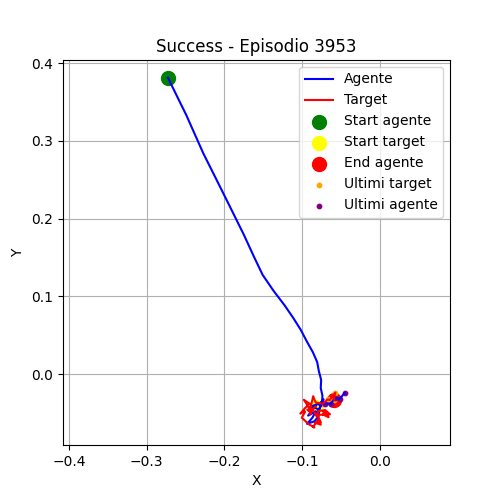 Success - Episodio 3953
Agente
Target
Start agente
Start target
End agente
Ultimi target
Ultimi agente
0.4
0.3
0.2
0.1
0.0
Y
−0.4 −0.3 −0.2 −0.1 0.0
X